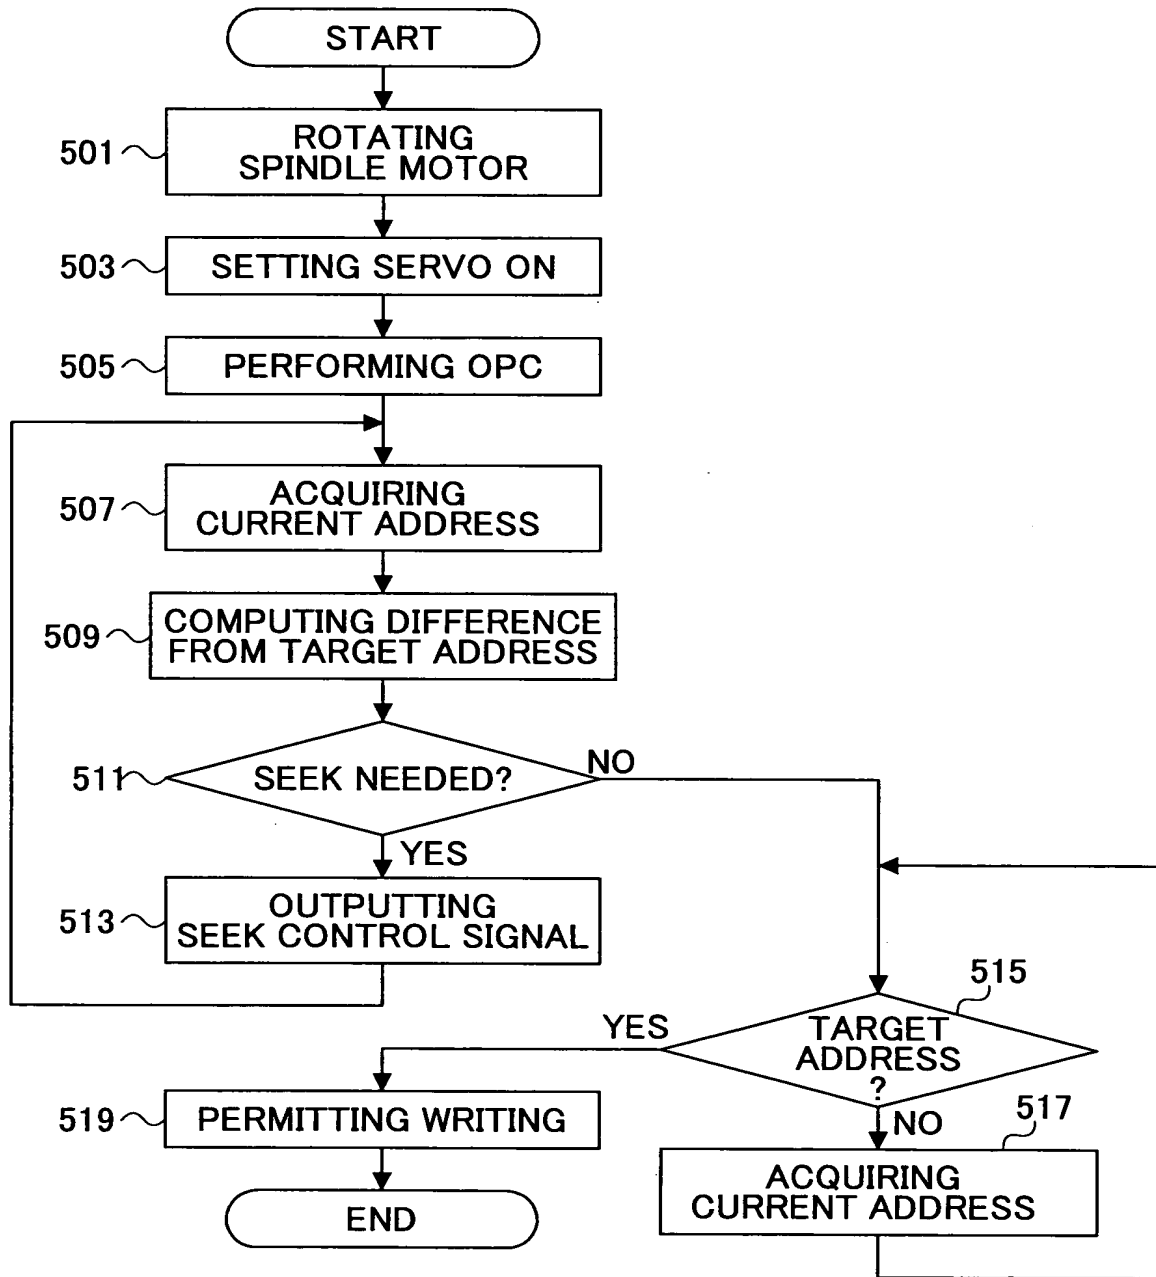 START
501
ROTATING
SPINDLE MOTOR
503
SETTING SERVO ON
505
PERFORMING OPC
507
ACQUIRING
CURRENT ADDRESS
509
COMPUTING DIFFERENCE
FROM TARGET ADDRESS
511
SEEK NEEDED?
NO
YES
513
OUTPUTTING
SEEK CONTROL SIGNAL
515
TARGET
ADDRESS
?
YES
NO
517
ACQUIRING
CURRENT ADDRESS
519
PERMITTING WRITING
END